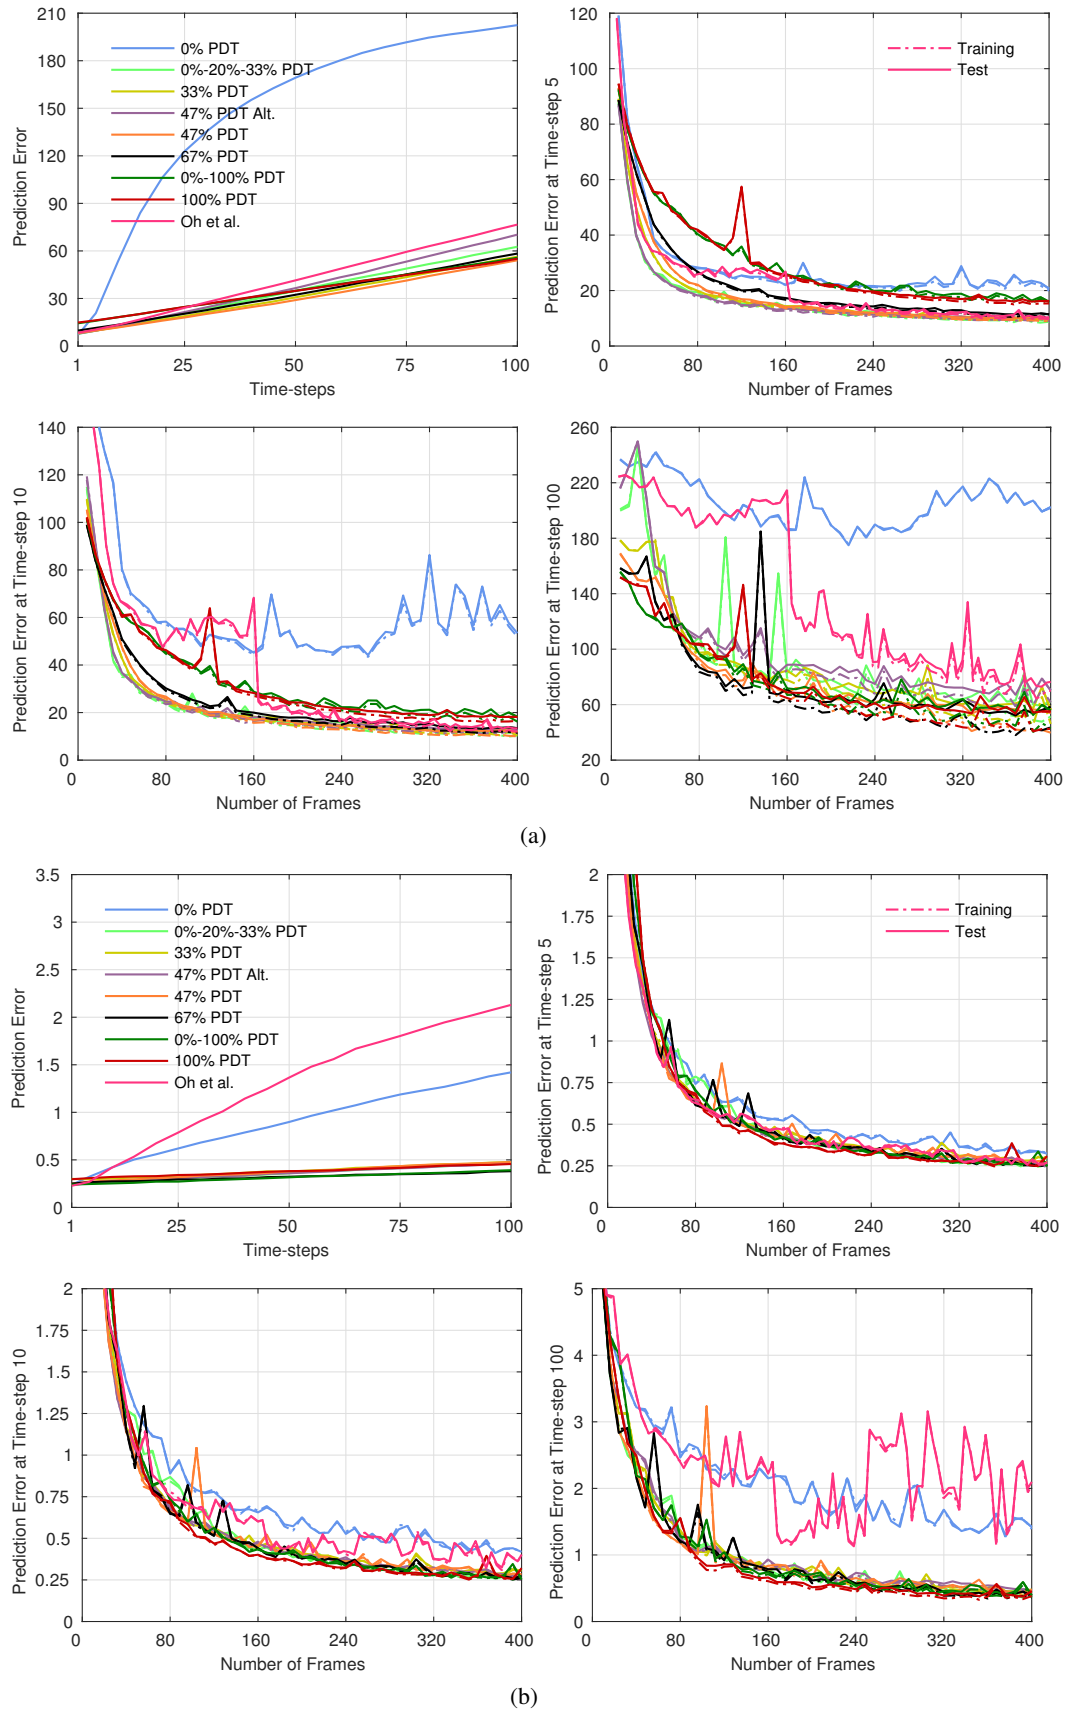 210
180
150
120
90
60
30
0
Prediction Error
0% PDT
0%-20%-33% PDT
33% PDT
47% PDT Alt.
47% PDT
67% PDT
0%-100% PDT
100% PDT
Oh et al.
1 25 50 75 100
Time-steps
120
100
80
60
40
20
0
Prediction Error at Time-step 5
Training
Test
0 80 160 240 320 400
Number of Frames
140
120
100
80
60
40
20
0
Prediction Error at Time-step 10
0 80 160 240 320 400
Number of Frames
260
220
180
140
100
60
20
Prediction Error at Time-step 100
0 80 160 240 320 400
Number of Frames
(a)
3.5
3
2.5
2
1.5
1
0.5
0
Prediction Error
0% PDT
0%-20%-33% PDT
33% PDT
47% PDT Alt.
47% PDT
67% PDT
0%-100% PDT
100% PDT
Oh et al.
1 25 50 75 100
Time-steps
2
1.75
1.5
1.25
1
0.75
0.5
0.25
0
Prediction Error at Time-step 5
Training
Test
0 80 160 240 320 400
Number of Frames
2
1.75
1.5
1.25
1
0.75
0.5
0.25
0
Prediction Error at Time-step 10
0 80 160 240 320 400
Number of Frames
5
4
3
2
1
0
Prediction Error at Time-step 100
0 80 160 240 320 400
Number of Frames
(b)